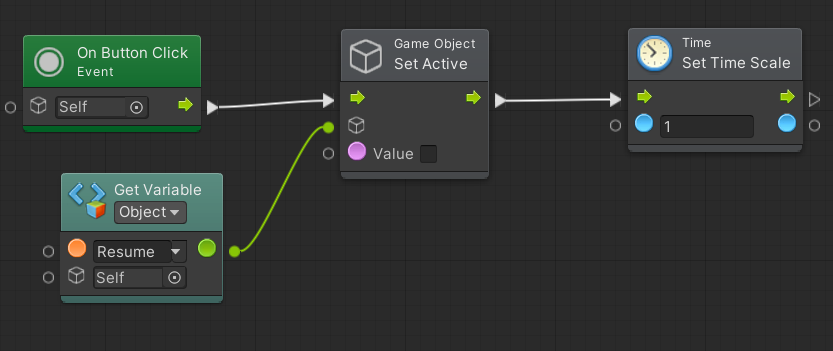 On Button Click
Event
Self
Game Object
Set Active
Value
Time
Set Time Scale
1
Get Variable
Object
Resume
Self